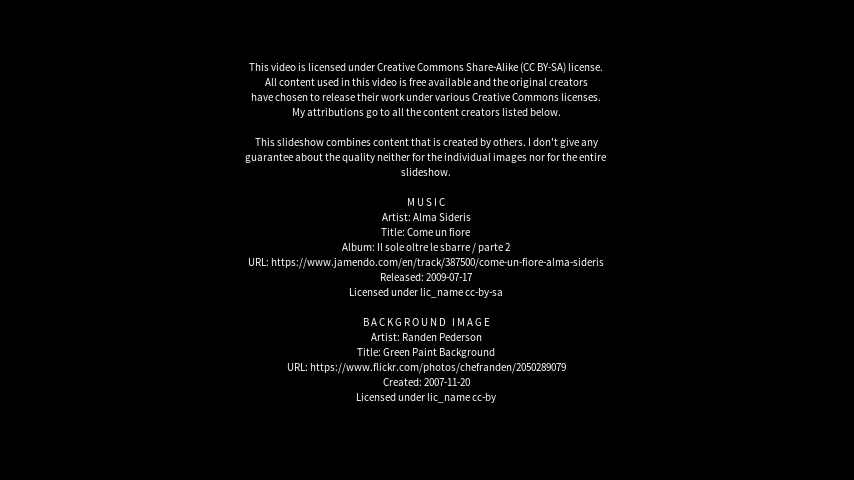 This video is licensed under Creative Commons Share-Alike (CC BY-SA) license.
All content used in this video is free available and the original creators
have chosen to release their work under various Creative Commons licenses.
My attributions go to all the content creators listed below.
This slideshow combines content that is created by others. I don't give any
guarantee about the quality neither for the individual images nor for the entire
slideshow.
MUSIC
Artist: Alma Sideris
Title: Come un fiore
Album: Il sole oltre le sbarre / parte 2
URL: https://www.jamendo.com/en/track/387500/come-un-fiore-alma-sideris
Released: 2009-07-17
Licensed under lic_name cc-by-sa
BACKGROUND IMAGE
Artist: Randen Pederson
Title: Green Paint Background
URL: https://www.flickr.com/photos/chefranden/2050289079
Created: 2007-11-20
Licensed under lic_name cc-by